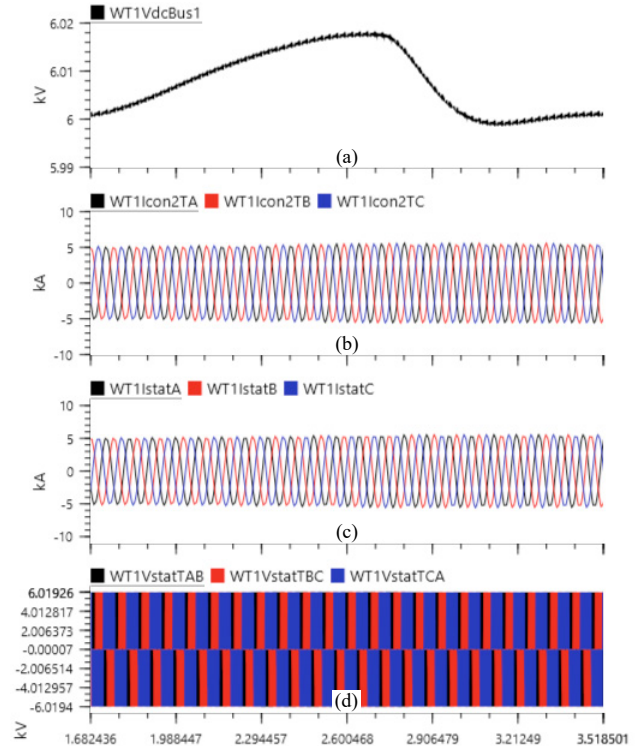 WT1VdcBus1
6.02
6.01
6
5.99
kV
(a)
WT1Icon2TA WT1Icon2TB WT1Icon2TC
10
5
0
-5
-10
kA
(b)
WT1IstatA WT1IstatB WT1IstatC
10
5
0
-5
-10
kA
(c)
WT1VstatTAB WT1VstatTBC WT1VstatTCA
6.01926
4.012817
2.006373
-0.00007
-2.006514
-4.012957
-6.0194
kV
(d)
1.682436 1.988447 2.294457 2.600468 2.906479 3.21249 3.518501